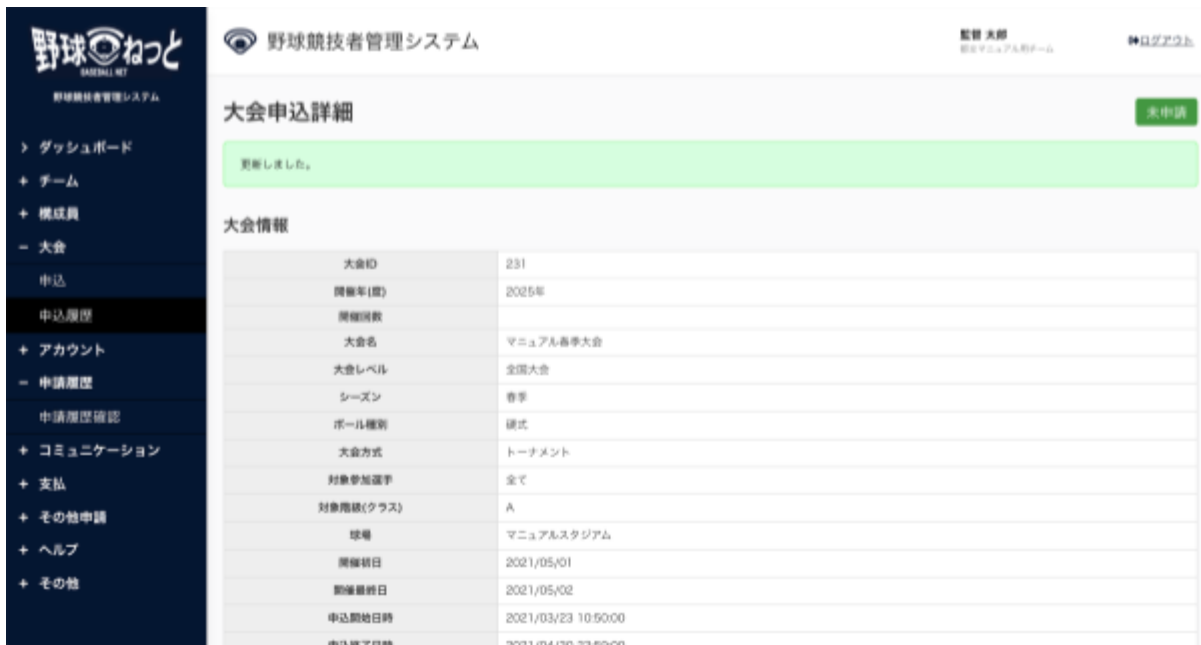 野球ねっと
BASEBALL NET
野球競技者管理システム
野球競技者管理システム
監督 太郎
ログアウト
> ダッシュボード
+ チーム
+ 構成員
− 大会
申込
申込履歴
+ アカウント
− 申請履歴
申請履歴確認
+ コミュニケーション
+ 支払
+ その他申請
+ ヘルプ
+ その他
大会申込詳細
未申請
更新しました。
大会情報
大会ID 231
開催年(度) 2025年
開催回数
大会名 マニュアル春季大会
大会レベル 全国大会
シーズン 春季
ボール種別 硬式
大会方式 トーナメント
対象参加選手 全て
対象階級(クラス) A
球場 マニュアルスタジアム
開催初日 2021/05/01
開催最終日 2021/05/02
申込開始日時 2021/03/23 10:50:00